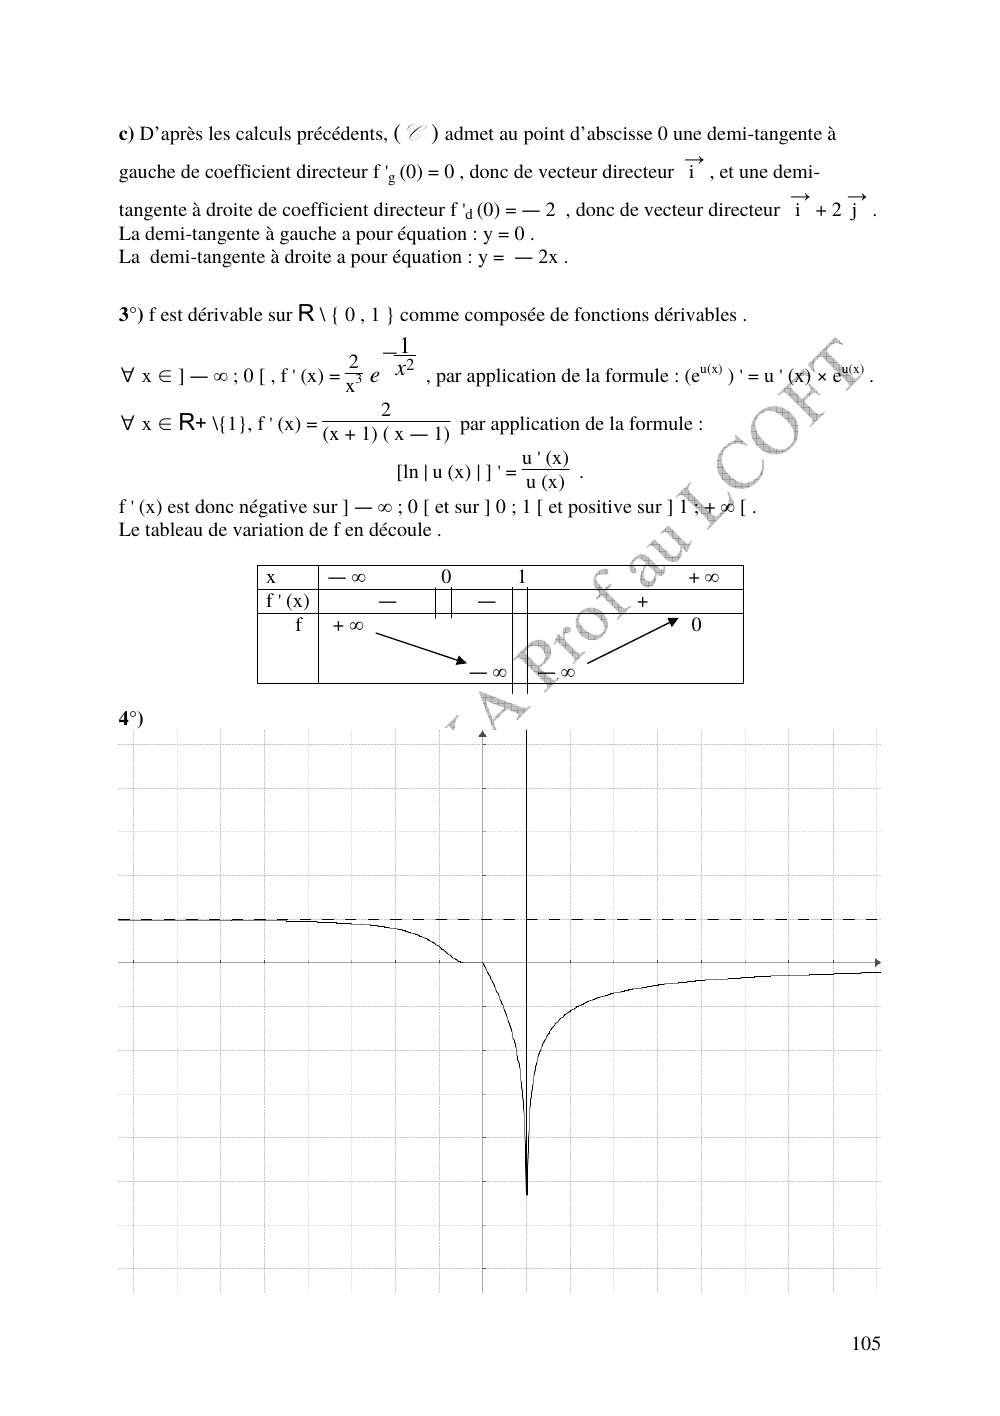 c) D’après les calculs précédents, ( 𝒞 ) admet au point d’abscisse 0 une demi-tangente à
gauche de coefficient directeur f 'g (0) = 0 , donc de vecteur directeur i⃗ , et une demi-
tangente à droite de coefficient directeur f 'd (0) = — 2 , donc de vecteur directeur i⃗ + 2 j⃗ .
La demi-tangente à gauche a pour équation : y = 0 .
La demi-tangente à droite a pour équation : y = — 2x .
3°) f est dérivable sur R \ { 0 , 1 } comme composée de fonctions dérivables .
∀ x ∈ ] — ∞ ; 0 [ , f ' (x) = 2/x³ e^(−1/x²) , par application de la formule : (e^u(x) ) ' = u ' (x) × e^u(x) .
∀ x ∈ R+ \{1}, f ' (x) = 2/((x + 1) ( x — 1)) par application de la formule :
[ln | u (x) | ] ' = u ' (x)/u (x) .
f ' (x) est donc négative sur ] — ∞ ; 0 [ et sur ] 0 ; 1 [ et positive sur ] 1 ; + ∞ [ .
Le tableau de variation de f en découle .
x — ∞ 0 1 + ∞
f ' (x) — — +
f + ∞ 0
— ∞ — ∞
4°)
A Prof au LCOFT
105